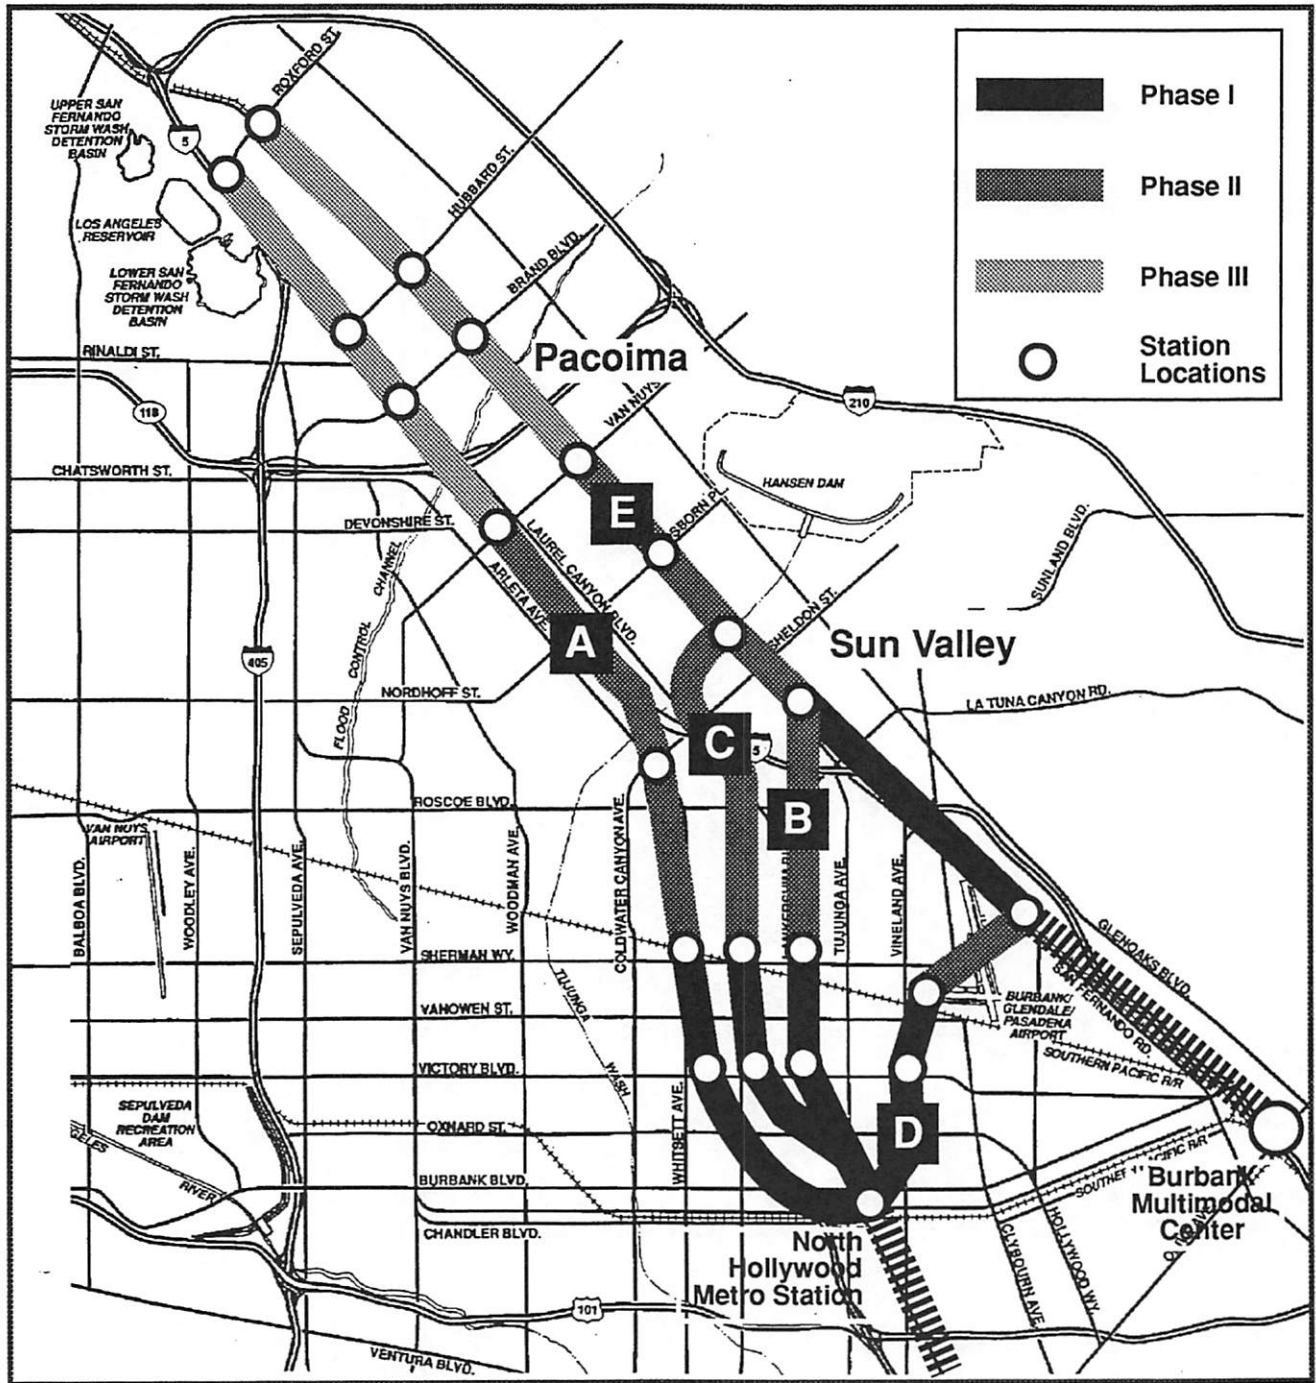 Phase I
Phase II
Phase III
Station
Locations
ROXFORD ST.
UPPER SAN
FERNANDO
STORM WASH
DETENTION
BASIN
5
HUBBARD ST.
LOS ANGELES
RESERVOIR
BRAND BLVD.
LOWER SAN
FERNANDO
STORM WASH
DETENTION
BASIN
RINALDI ST.
Pacoima
118
VAN NUYS
210
CHATSWORTH ST.
HANSEN DAM
E
SBORN PL
DEVONSHIRE ST.
LAUREL CANYON BLVD.
ARLETA AVE.
CHANNEL
CONTROL
FLOOD
SUNLAND BLVD.
SHELDON ST.
A
Sun Valley
405
NORDHOFF ST.
LA TUNA CANYON RD.
C
5
B
ROSCOE BLVD.
VAN NUYS
AIRPORT
BALBOA BLVD.
WOODLEY AVE.
SEPULVEDA AVE.
VAN NUYS BLVD.
WOODMAN AVE.
COLDWATER CANYON AVE.
TUJUNGA AVE.
VINELAND AVE.
GLENOAKS BLVD.
SHERMAN WY.
SAN FERNANDO RD.
TUJUNGA
WASH
VANOWEN ST.
BURBANK/
GLENDALE/
PASADENA
AIRPORT
SOUTHERN PACIFIC R/R
VICTORY BLVD.
WHITSETT AVE.
SEPULVEDA
DAM
RECREATION
AREA
OXNARD ST.
D
GELES
RIVER
BURBANK BLVD.
CHANDLER BLVD.
Burbank
Multimodal
Center
North
Hollywood
Metro Station
CLYBOURN AVE.
HOLLYWOOD WY.
101
VENTURA BLVD.